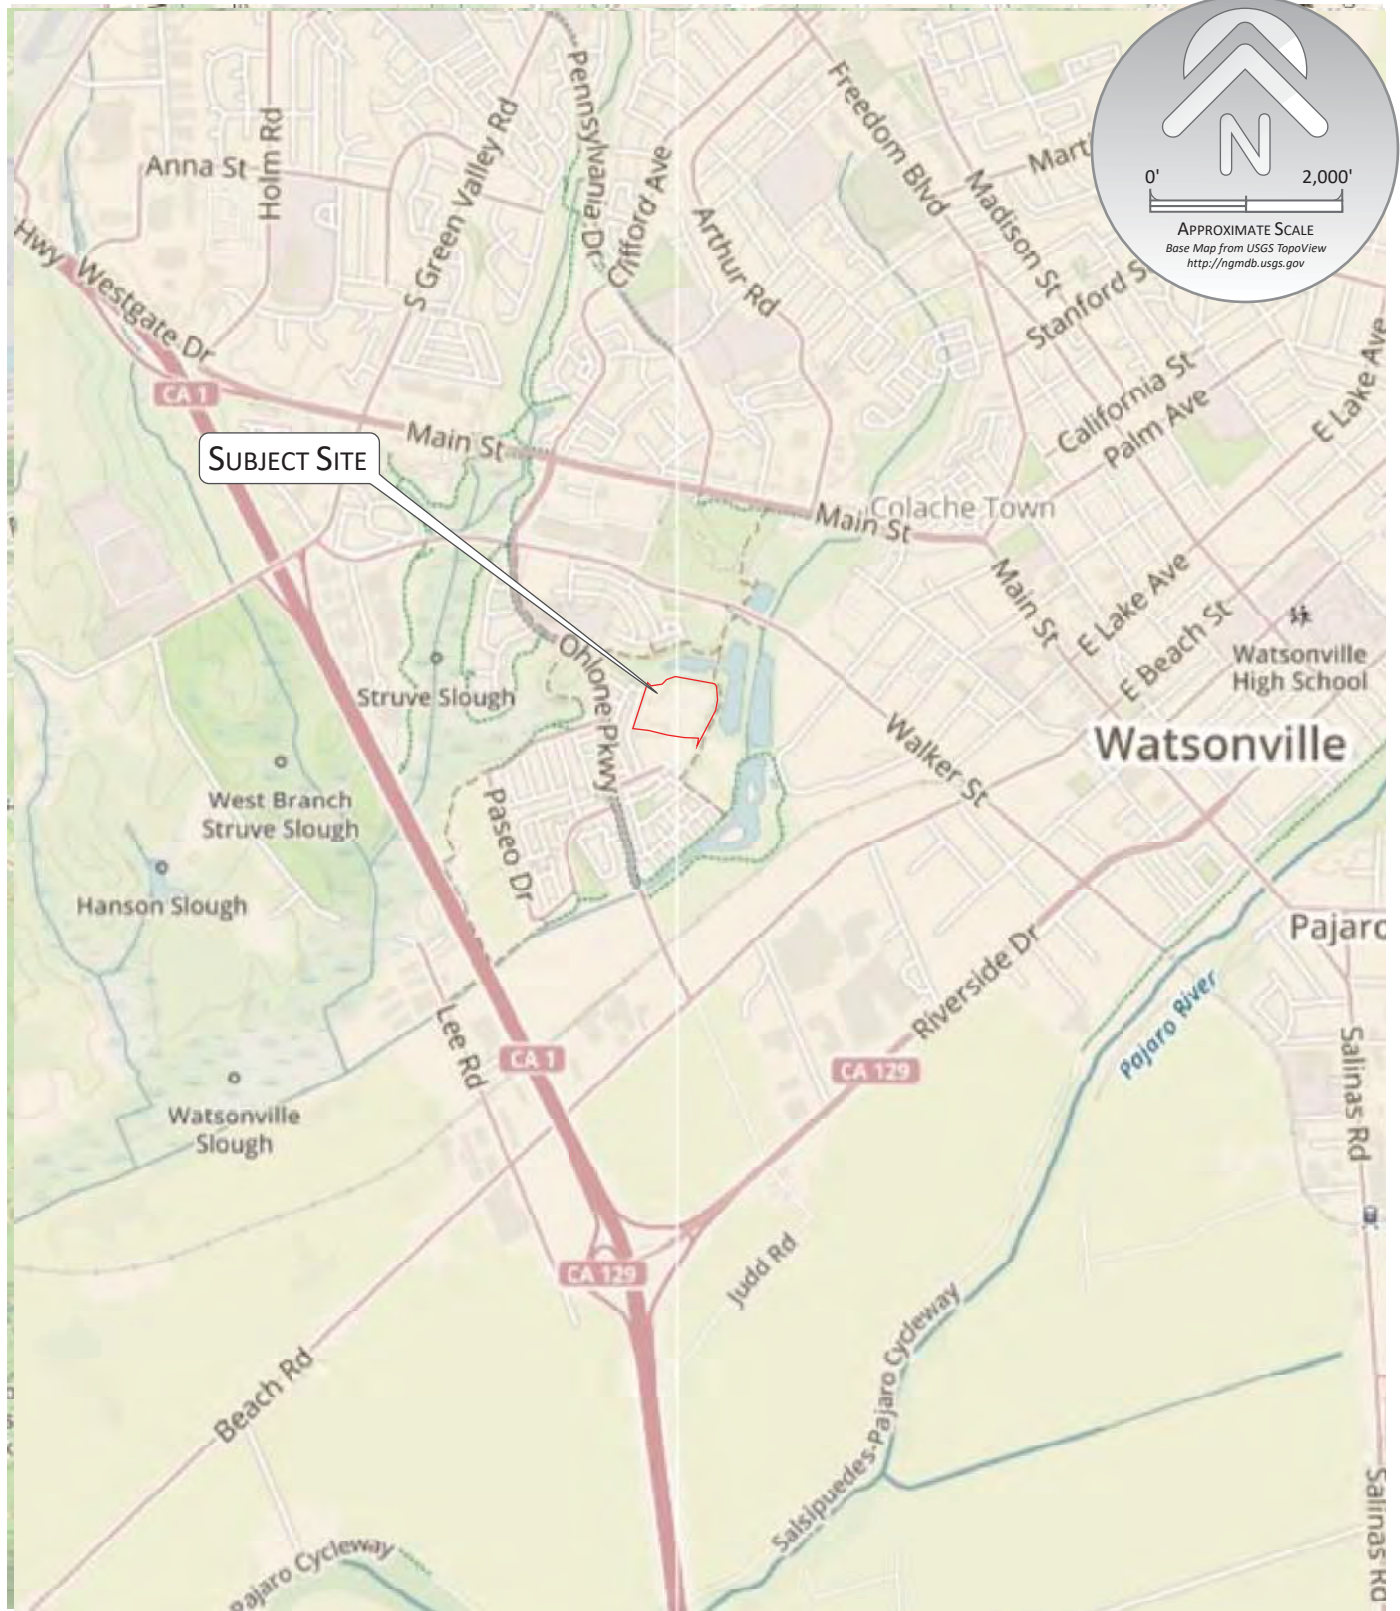 N
0' 2,000'
APPROXIMATE SCALE
Base Map from USGS TopoView
http://ngmdb.usgs.gov
Pennsylvania Dr
Freedom Blvd
Holm Rd
Anna St
S Green Valley Rd
Clifford Ave
Arthur Rd
Madison St
Hwy
Westgate Dr
Stanford S
California St
Palm Ave
E Lake Ave
CA 1
Main St
SUBJECT SITE
Colache Town
Main St
Main St
E Lake Ave
E Beach St
Watsonville
High School
Ohlone Pkwy
Struve Slough
Walker St
Watsonville
West Branch
Struve Slough
Paseo Dr
Hanson Slough
Pajaro
Riverside Dr
Pajaro River
Lee Rd
CA 1
CA 129
Salinas Rd
Watsonville
Slough
Judd Rd
CA 129
Beach Rd
Salsipuedes-Pajaro Cycleway
Salinas Rd
Pajaro Cycleway